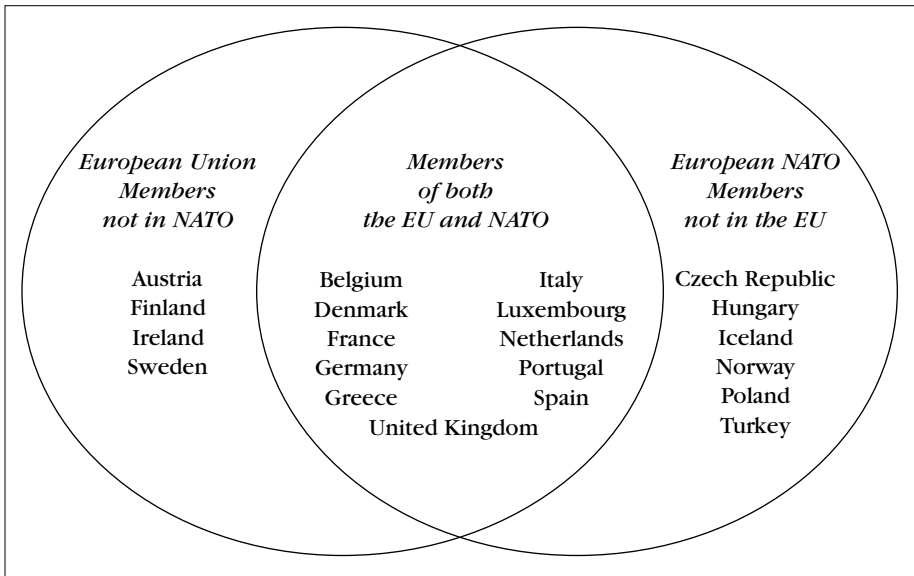 European Union
Members
not in NATO
Austria
Finland
Ireland
Sweden
Members
of both
the EU and NATO
Belgium Italy
Denmark Luxembourg
France Netherlands
Germany Portugal
Greece Spain
United Kingdom
European NATO
Members
not in the EU
Czech Republic
Hungary
Iceland
Norway
Poland
Turkey